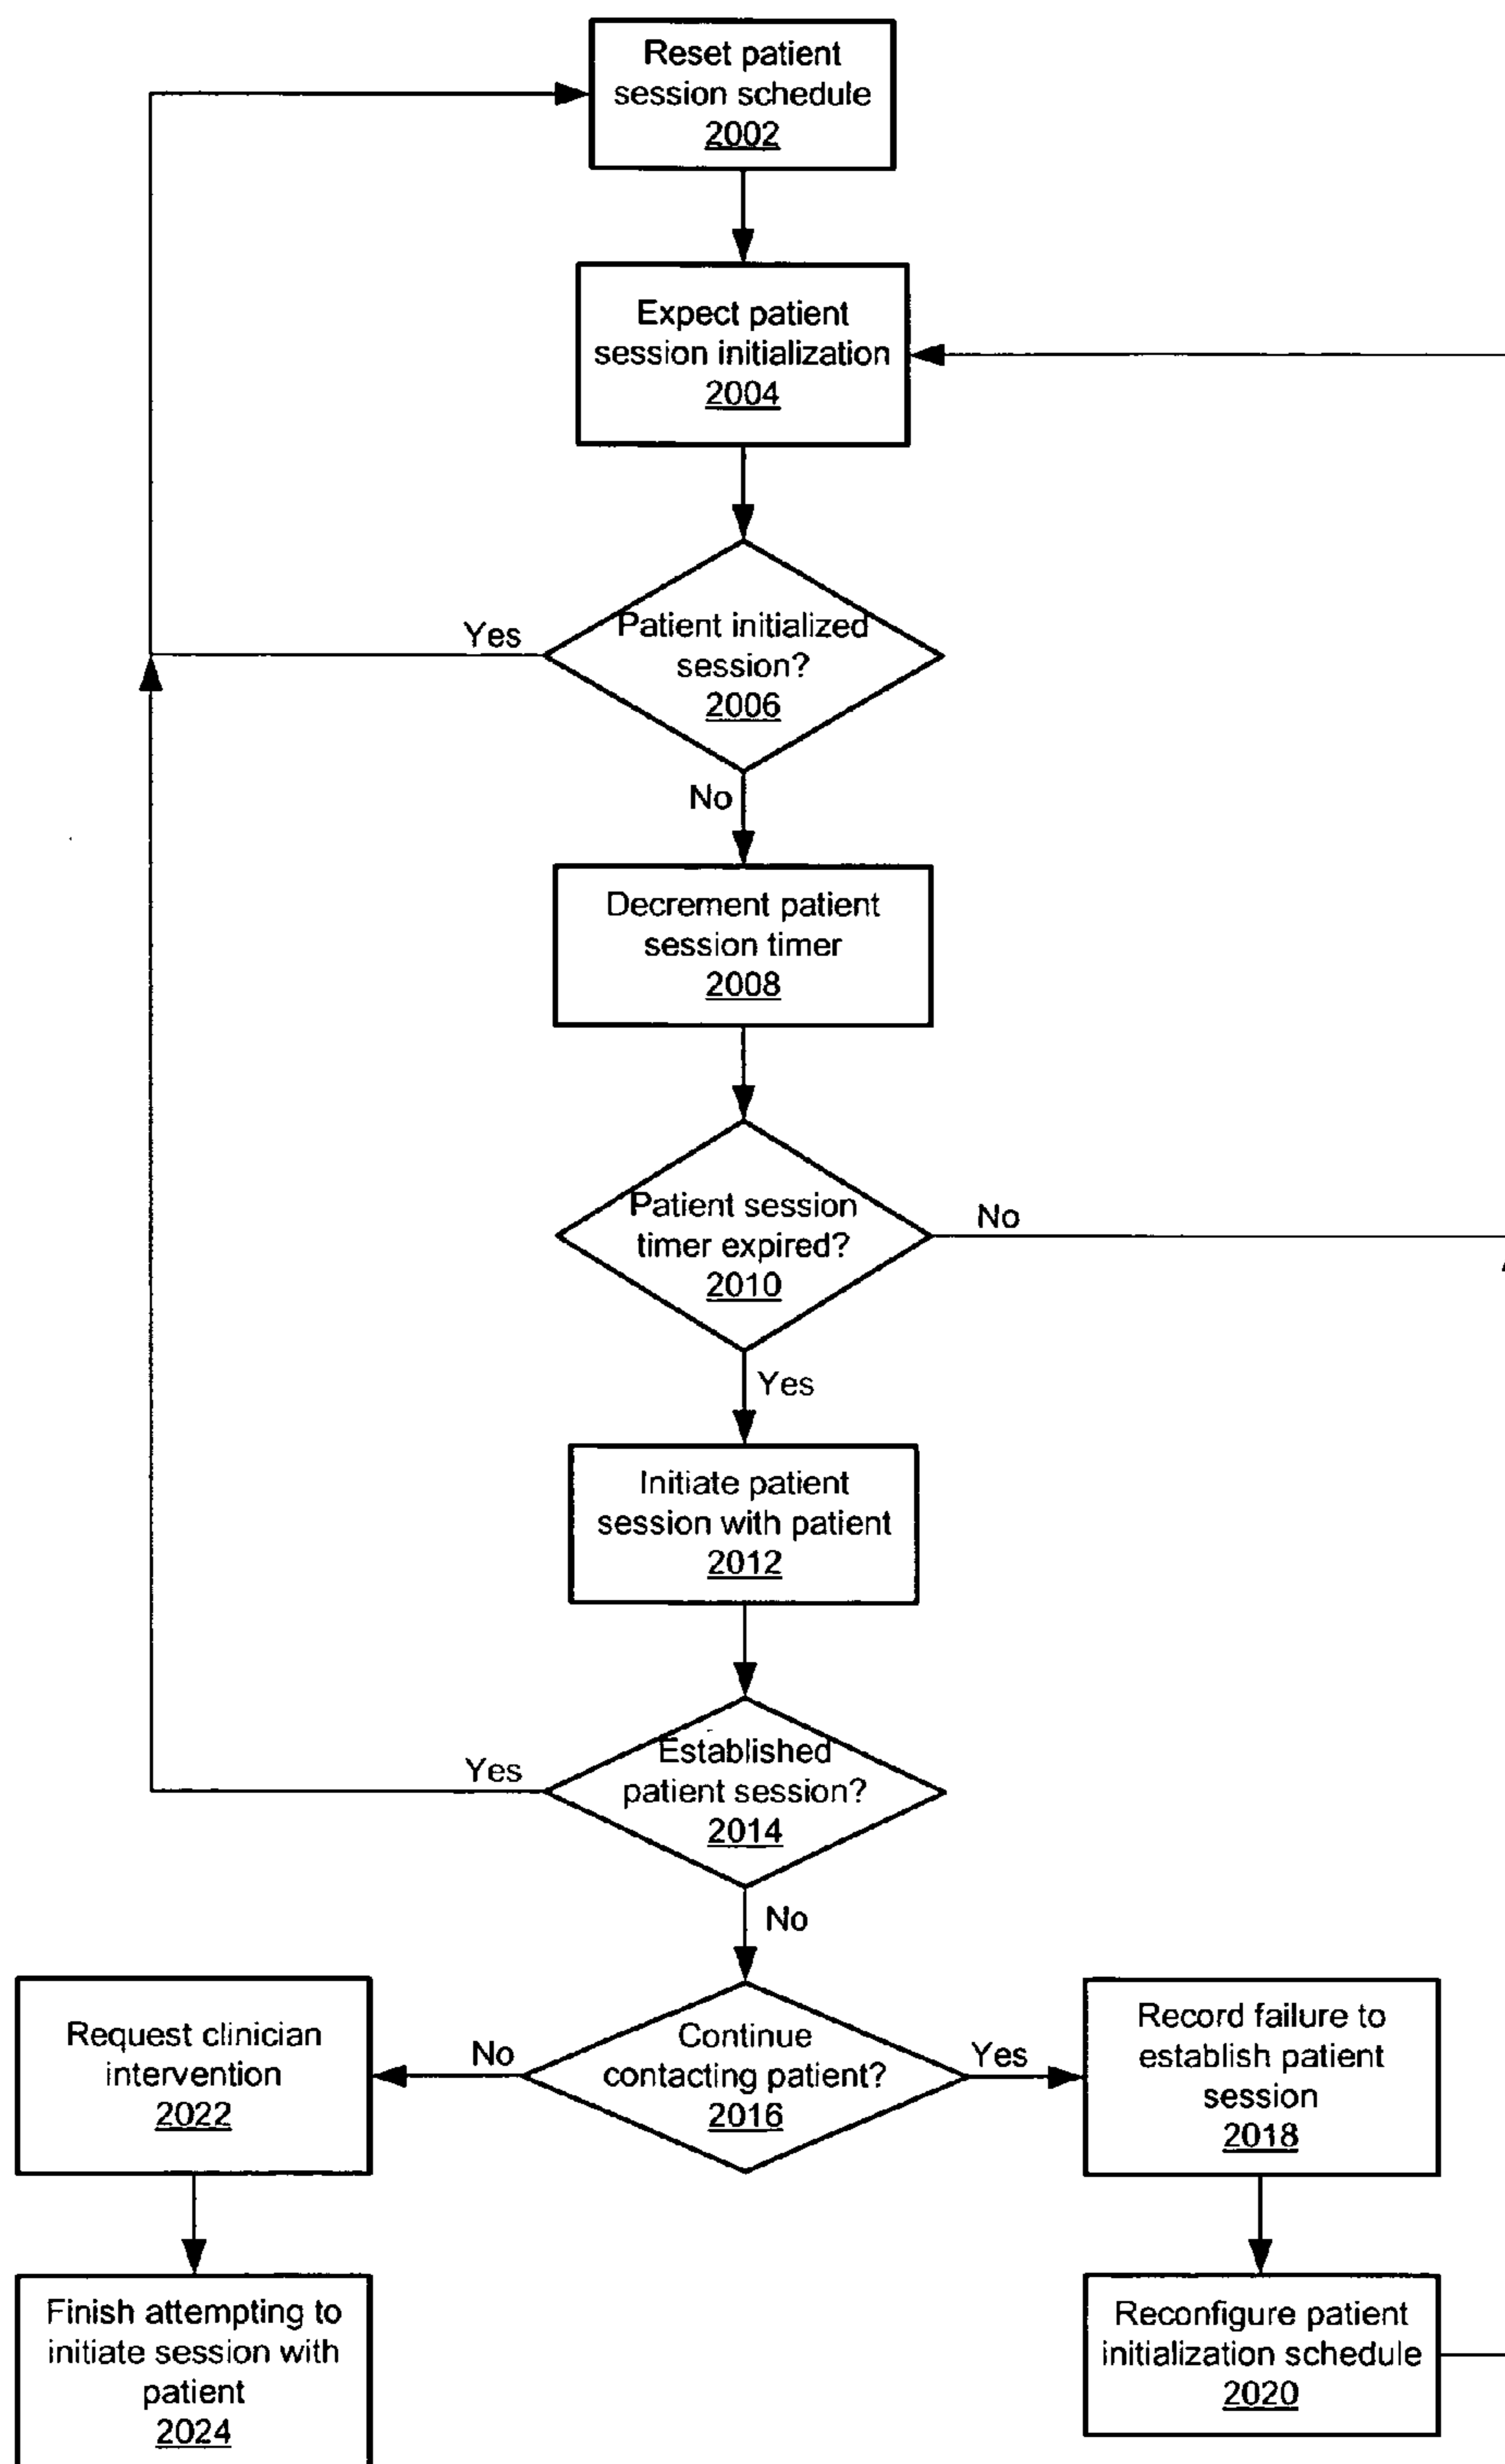 Reset patient
session schedule
2002
Expect patient
session initialization
2004
Patient initialized
session?
2006
Yes
No
Decrement patient
session timer
2008
Patient session
timer expired?
2010
No
Yes
Initiate patient
session with patient
2012
Established
patient session?
2014
Yes
No
Continue
contacting patient?
2016
No
Yes
Request clinician
intervention
2022
Record failure to
establish patient
session
2018
Finish attempting to
initiate session with
patient
2024
Reconfigure patient
initialization schedule
2020